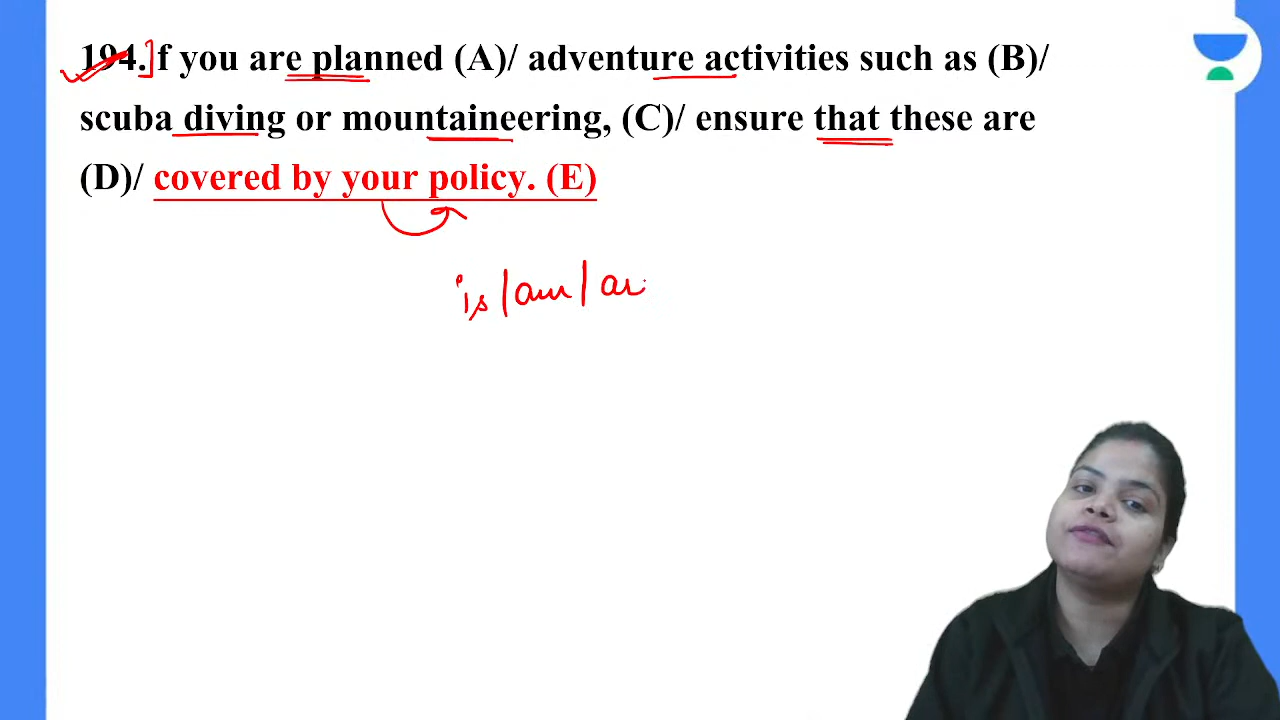 194. If you are planned (A)/ adventure activities such as (B)/
scuba diving or mountaineering, (C)/ ensure that these are
(D)/ covered by your policy. (E)
is/am/ar